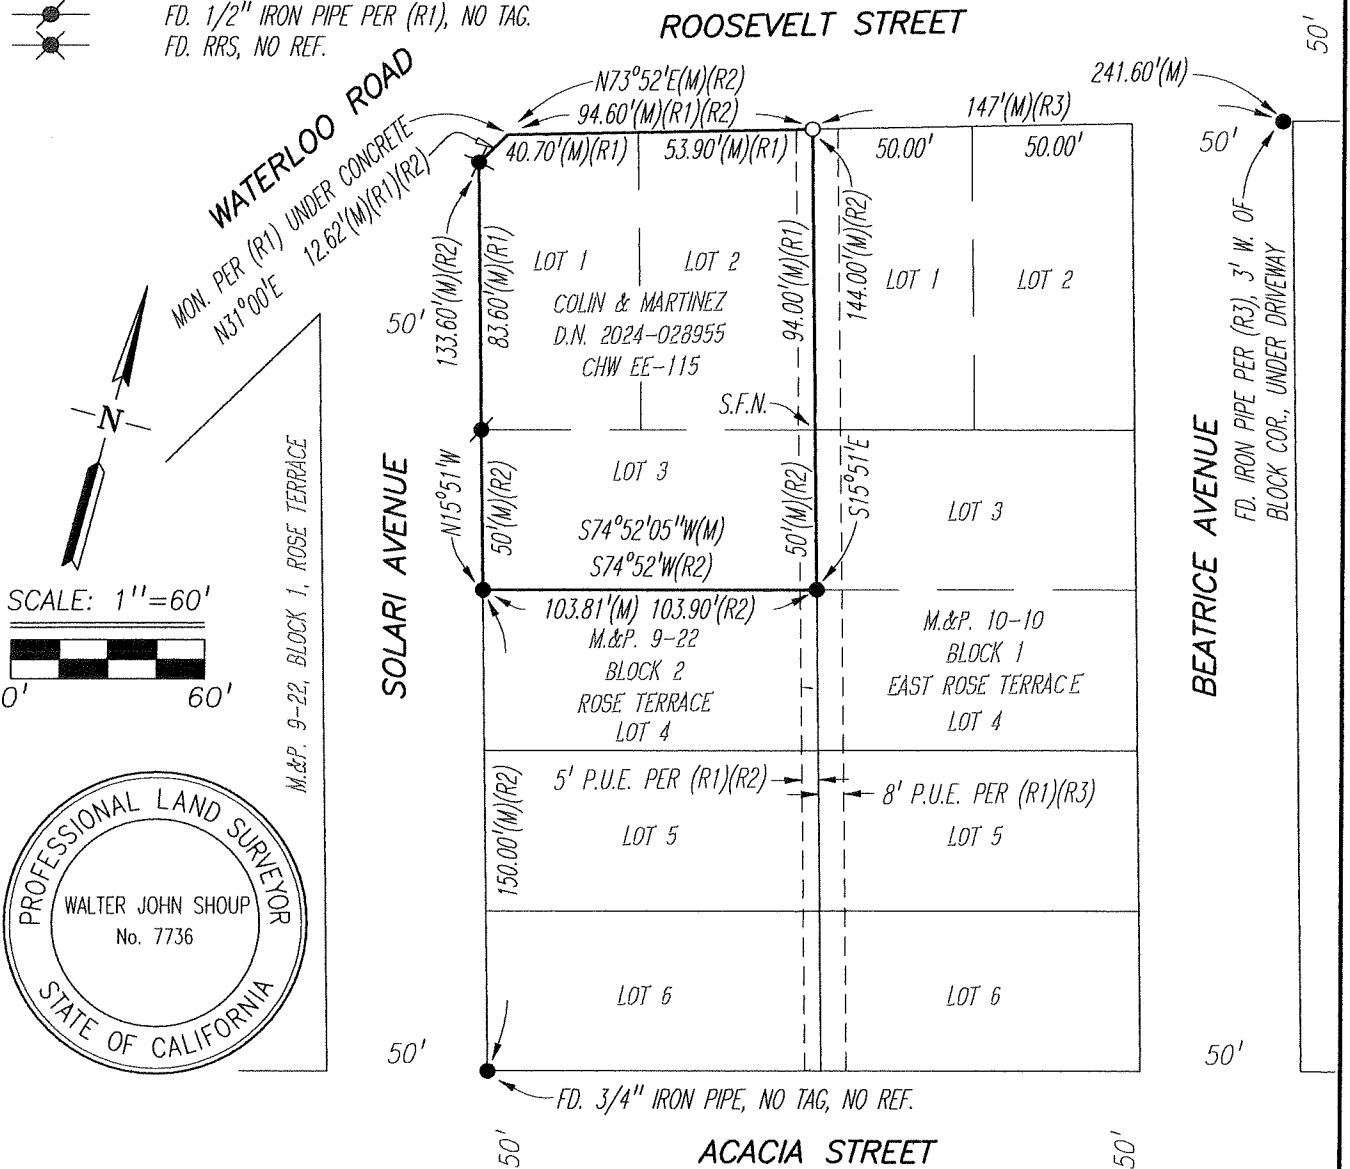 FD. 1/2" IRON PIPE PER (R1), NO TAG.
FD. RRS, NO REF.
ROOSEVELT STREET
50'
WATERLOO ROAD
N73°52'E(M)(R2)
94.60'(M)(R1)(R2)
241.60'(M)
147'(M)(R3)
40.70'(M)(R1)
53.90'(M)(R1)
50.00'
50.00'
50'
MON. PER (R1) UNDER CONCRETE
N31°00'E 12.62'(M)(R1)(R2)
133.60'(M)(R2)
83.60'(M)(R1)
94.00'(M)(R1)
144.00'(M)(R2)
LOT 1
LOT 2
LOT 1
LOT 2
COLIN & MARTINEZ
D.N. 2024-028955
CHW EE-115
50'
S.F.N.
FD. IRON PIPE PER (R3), 3' W. OF
BLOCK COR., UNDER DRIVEWAY
N
SOLARI AVENUE
N15°51'W
50'(M)(R2)
LOT 3
S74°52'05"W(M)
S74°52'W(R2)
50'(M)(R2)
S15°51'E
LOT 3
BEATRICE AVENUE
103.81'(M) 103.90'(R2)
M.&P. 9-22
BLOCK 2
ROSE TERRACE
LOT 4
M.&P. 10-10
BLOCK 1
EAST ROSE TERRACE
LOT 4
SCALE: 1"=60'
0'
60'
M.&P. 9-22, BLOCK 1, ROSE TERRACE
150.00'(M)(R2)
5' P.U.E. PER (R1)(R2)
8' P.U.E. PER (R1)(R3)
LOT 5
LOT 5
PROFESSIONAL LAND SURVEYOR
WALTER JOHN SHOUP
No. 7736
STATE OF CALIFORNIA
LOT 6
LOT 6
50'
50'
FD. 3/4" IRON PIPE, NO TAG, NO REF.
50'
ACACIA STREET
50'